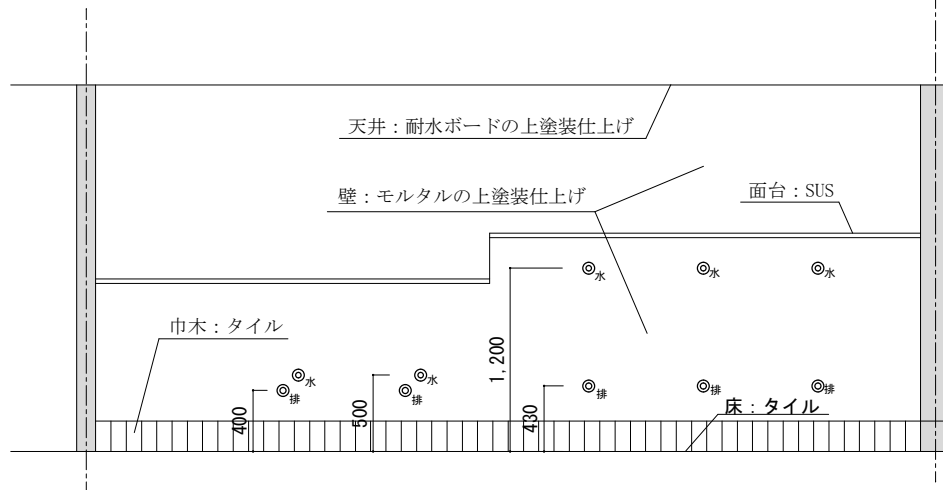 天井：耐水ボードの上塗装仕上げ
壁：モルタルの上塗装仕上げ
面台：SUS
水
水
水
巾木：タイル
1,200
水
水
排
排
排
排
排
400
500
430
床：タイル